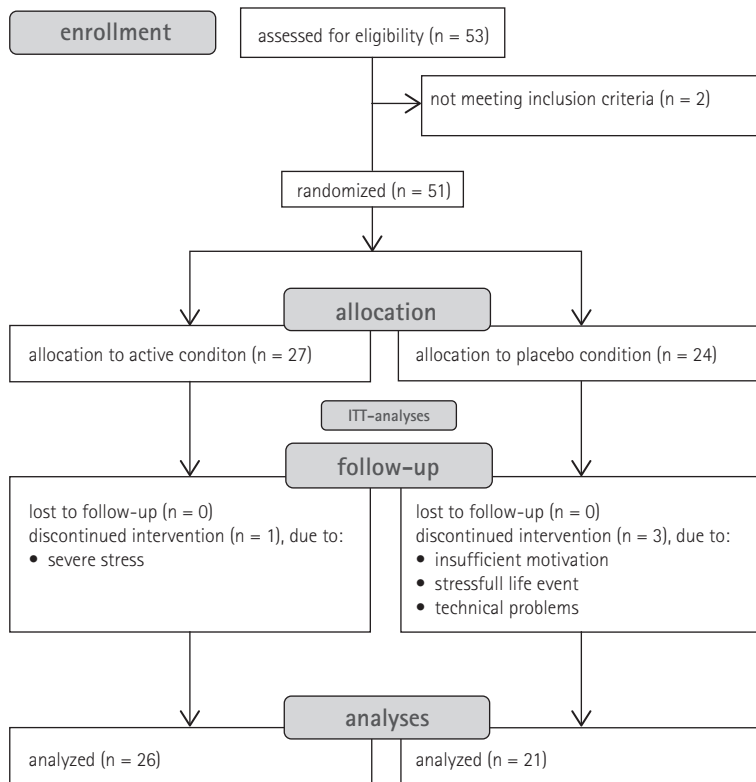 enrollment
assessed for eligibility (n = 53)
not meeting inclusion criteria (n = 2)
randomized (n = 51)
allocation
allocation to active conditon (n = 27)
allocation to placebo condition (n = 24)
ITT-analyses
follow-up
lost to follow-up (n = 0)
discontinued intervention (n = 1), due to:
• severe stress
lost to follow-up (n = 0)
discontinued intervention (n = 3), due to:
• insufficient motivation
• stressfull life event
• technical problems
analyses
analyzed (n = 26)
analyzed (n = 21)